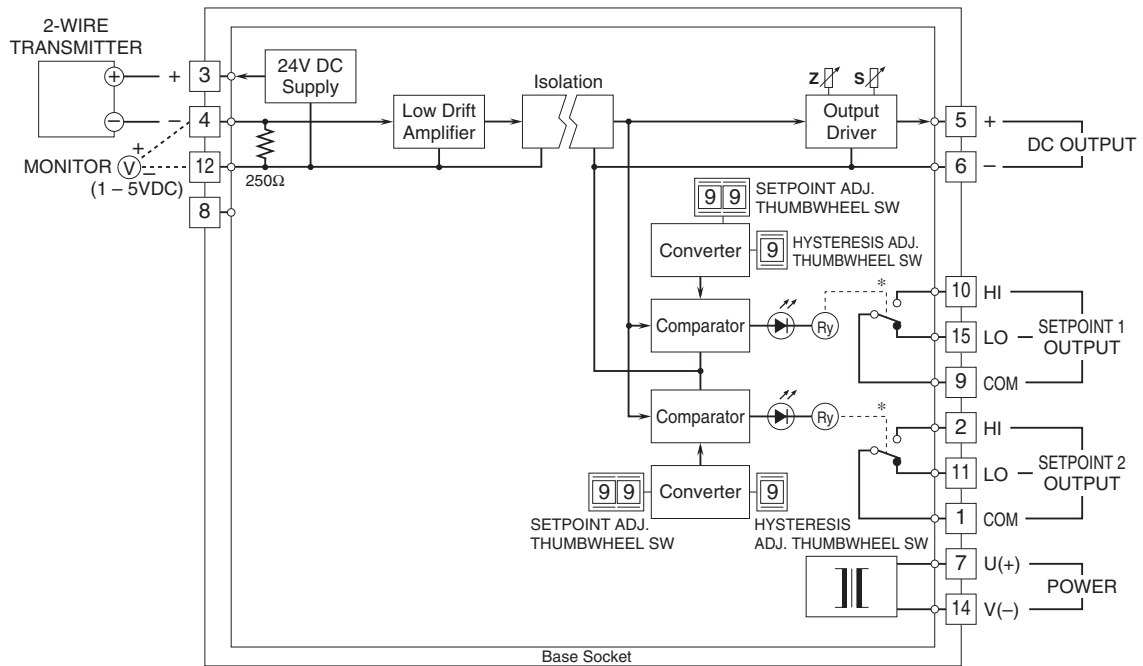 2-WIRE
TRANSMITTER
+
−
+
−
3
4
12
8
+
−
MONITOR
V
(1 – 5VDC)
24V DC
Supply
250Ω
Low Drift
Amplifier
Isolation
Z
S
Output
Driver
5
+
6
−
DC OUTPUT
9 9
SETPOINT ADJ.
THUMBWHEEL SW
Converter
9
HYSTERESIS ADJ.
THUMBWHEEL SW
Comparator
Ry
*
10 HI
15 LO
9 COM
SETPOINT 1
OUTPUT
Comparator
Ry
*
2 HI
11 LO
1 COM
SETPOINT 2
OUTPUT
9 9
Converter
9
SETPOINT ADJ.
THUMBWHEEL SW
HYSTERESIS
ADJ. THUMBWHEEL SW
7 U(+)
14 V(–)
POWER
Base Socket